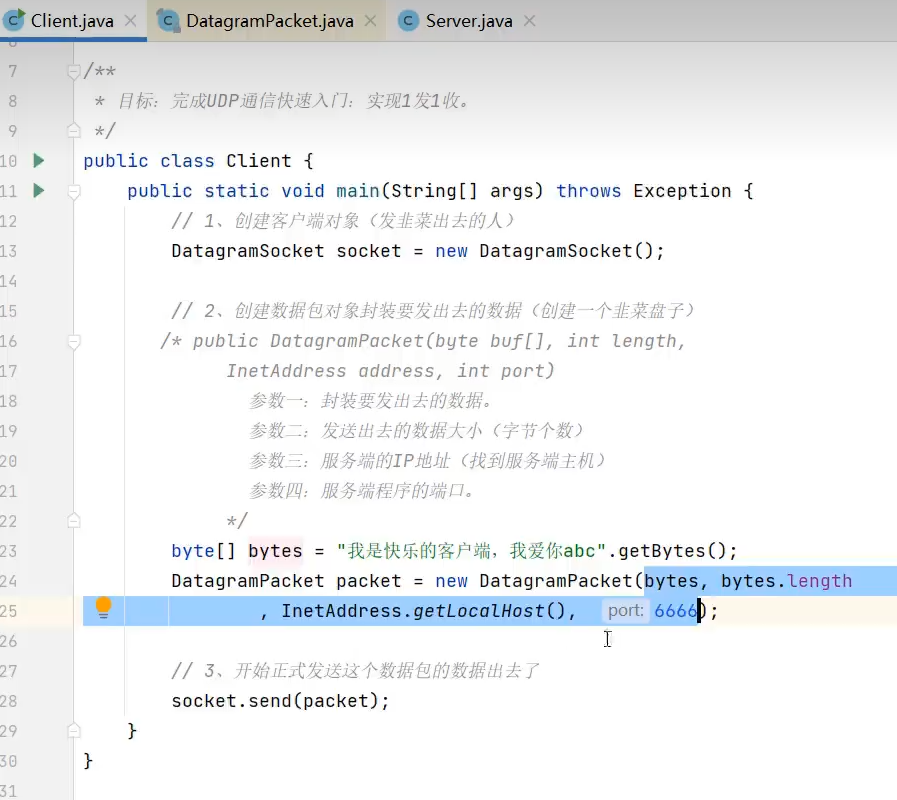 Client.java
DatagramPacket.java
Server.java
7 /**
8 * 目标：完成UDP通信快速入门：实现1发1收。
9 */
10 public class Client {
11 public static void main(String[] args) throws Exception {
12 // 1、创建客户端对象（发韭菜出去的人）
13 DatagramSocket socket = new DatagramSocket();
14
15 // 2、创建数据包对象封装要发出去的数据（创建一个韭菜盘子）
16 /* public DatagramPacket(byte buf[], int length,
17 InetAddress address, int port)
18 参数一：封装要发出去的数据。
19 参数二：发送出去的数据大小（字节个数）
20 参数三：服务端的IP地址（找到服务端主机）
21 参数四：服务端程序的端口。
22 */
23 byte[] bytes = "我是快乐的客户端，我爱你abc".getBytes();
24 DatagramPacket packet = new DatagramPacket(bytes, bytes.length
25 , InetAddress.getLocalHost(), port: 6666);
26
27 // 3、开始正式发送这个数据包的数据出去了
28 socket.send(packet);
29 }
30 }
31